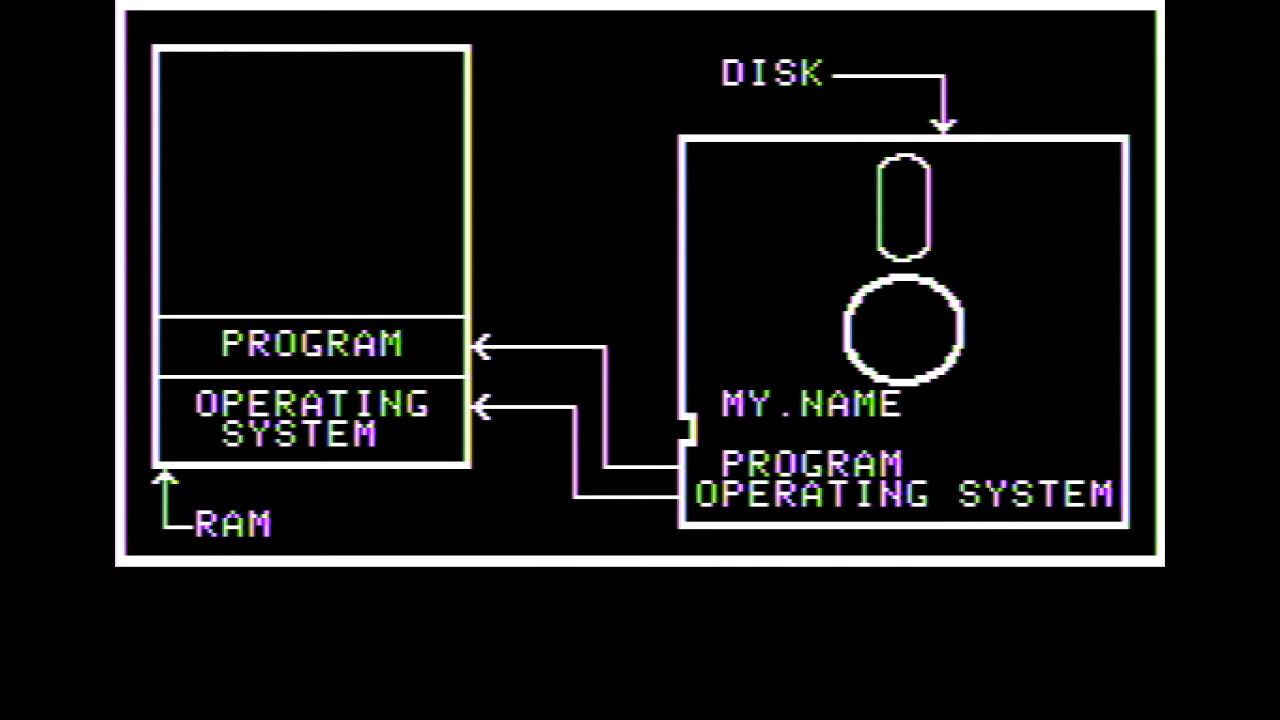 DISK
PROGRAM
OPERATING
SYSTEM
RAM
MY.NAME
PROGRAM
OPERATING SYSTEM